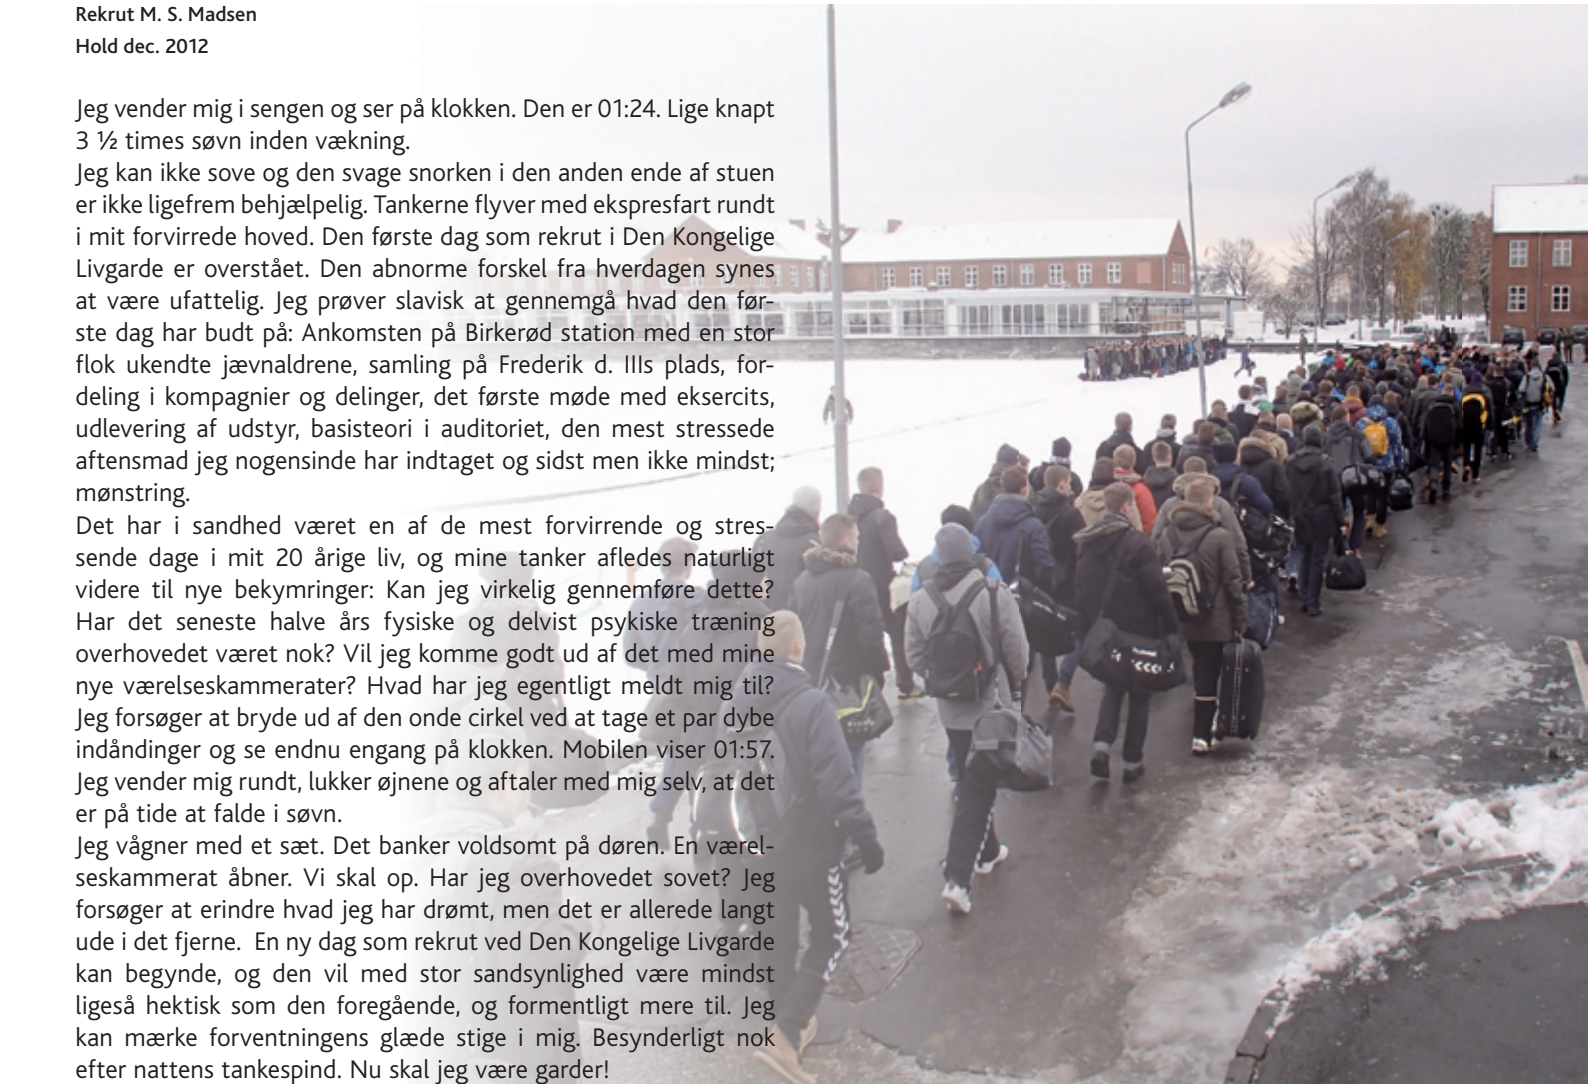 Rekrut M. S. Madsen
Hold dec. 2012
Jeg vender mig i sengen og ser på klokken. Den er 01:24. Lige knapt
3 ½ times søvn inden vækning.
Jeg kan ikke sove og den svage snorken i den anden ende af stuen
er ikke ligefrem behjælpelig. Tankerne flyver med ekspresfart rundt
i mit forvirrede hoved. Den første dag som rekrut i Den Kongelige
Livgarde er overstået. Den abnorme forskel fra hverdagen synes
at være ufattelig. Jeg prøver slavisk at gennemgå hvad den før-
ste dag har budt på: Ankomsten på Birkerød station med en stor
flok ukendte jævnaldrene, samling på Frederik d. IIIs plads, for-
deling i kompagnier og delinger, det første møde med eksercits,
udlevering af udstyr, basisteori i auditoriet, den mest stressede
aftensmad jeg nogensinde har indtaget og sidst men ikke mindst;
mønstring.
Det har i sandhed været en af de mest forvirrende og stres-
sende dage i mit 20 årige liv, og mine tanker afledes naturligt
videre til nye bekymringer: Kan jeg virkelig gennemføre dette?
Har det seneste halve års fysiske og delvist psykiske træning
overhovedet været nok? Vil jeg komme godt ud af det med mine
nye værelseskammerater? Hvad har jeg egentligt meldt mig til?
Jeg forsøger at bryde ud af den onde cirkel ved at tage et par dybe
indåndinger og se endnu engang på klokken. Mobilen viser 01:57.
Jeg vender mig rundt, lukker øjnene og aftaler med mig selv, at det
er på tide at falde i søvn.
Jeg vågner med et sæt. Det banker voldsomt på døren. En værel-
seskammerat åbner. Vi skal op. Har jeg overhovedet sovet? Jeg
forsøger at erindre hvad jeg har drømt, men det er allerede langt
ude i det fjerne.  En ny dag som rekrut ved Den Kongelige Livgarde
kan begynde, og den vil med stor sandsynlighed være mindst
ligeså hektisk som den foregående, og formentligt mere til. Jeg
kan mærke forventningens glæde stige i mig. Besynderligt nok
efter nattens tankespind. Nu skal jeg være garder!